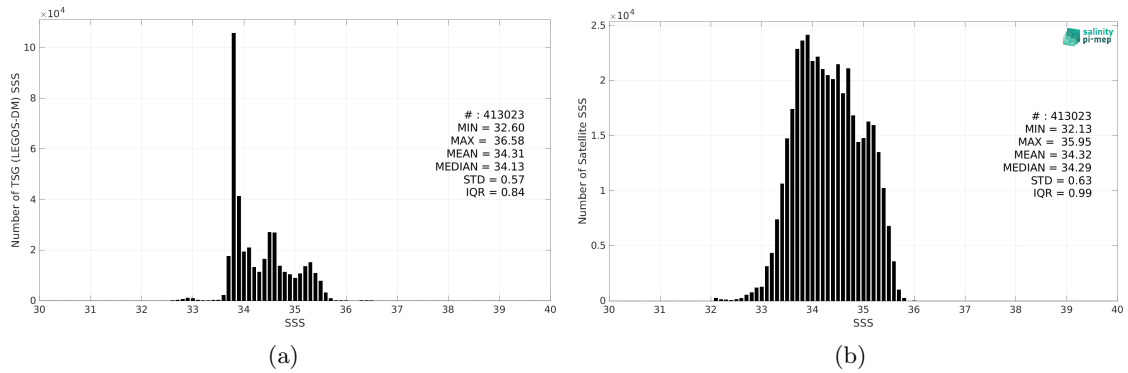 ×10⁴
10
8
6
4
2
0
Number of TSG (LEGOS-DM) SSS
# : 413023
MIN = 32.60
MAX = 36.58
MEAN = 34.31
MEDIAN = 34.13
STD = 0.57
IQR = 0.84
30 31 32 33 34 35 36 37 38 39 40
SSS
(a)
×10⁴
2.5
2
1.5
1
0.5
0
Number of Satellite SSS
salinity
pi-mep
# : 413023
MIN = 32.13
MAX = 35.95
MEAN = 34.32
MEDIAN = 34.29
STD = 0.63
IQR = 0.99
30 31 32 33 34 35 36 37 38 39 40
SSS
(b)